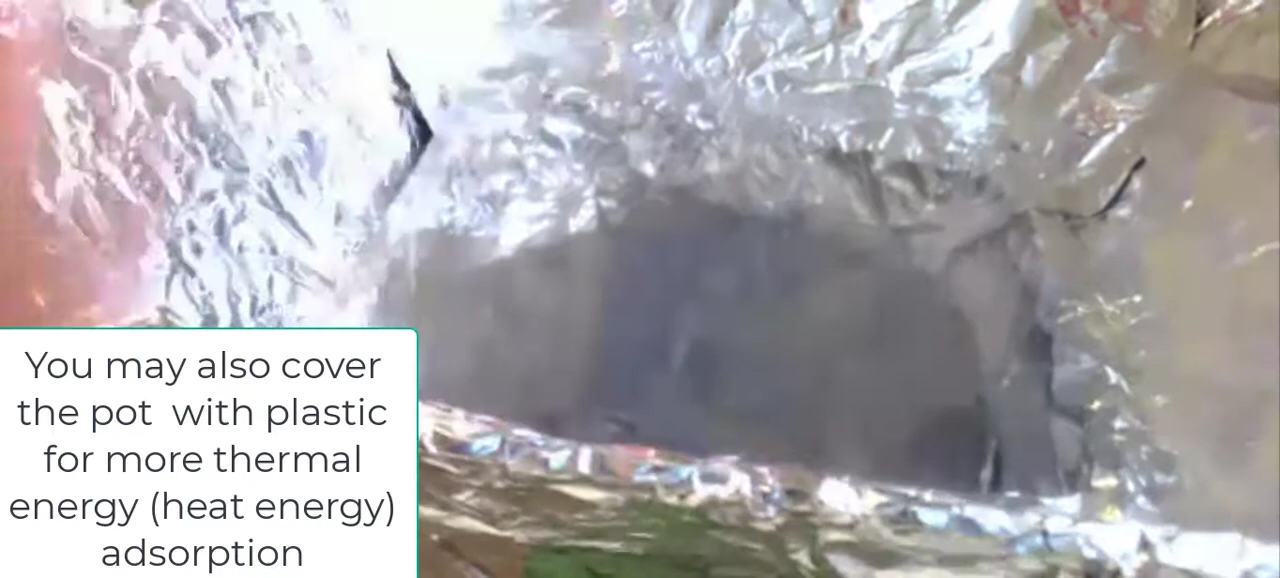 You may also cover
the pot  with plastic
for more thermal
energy (heat energy)
adsorption